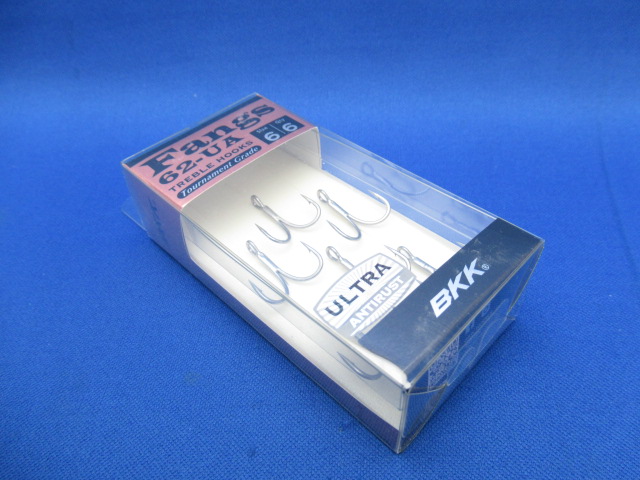 Fangs
62-UA
TREBLE HOOKS
Tournament Grade
6
6
ULTRA
ANTIRUST
BKK®